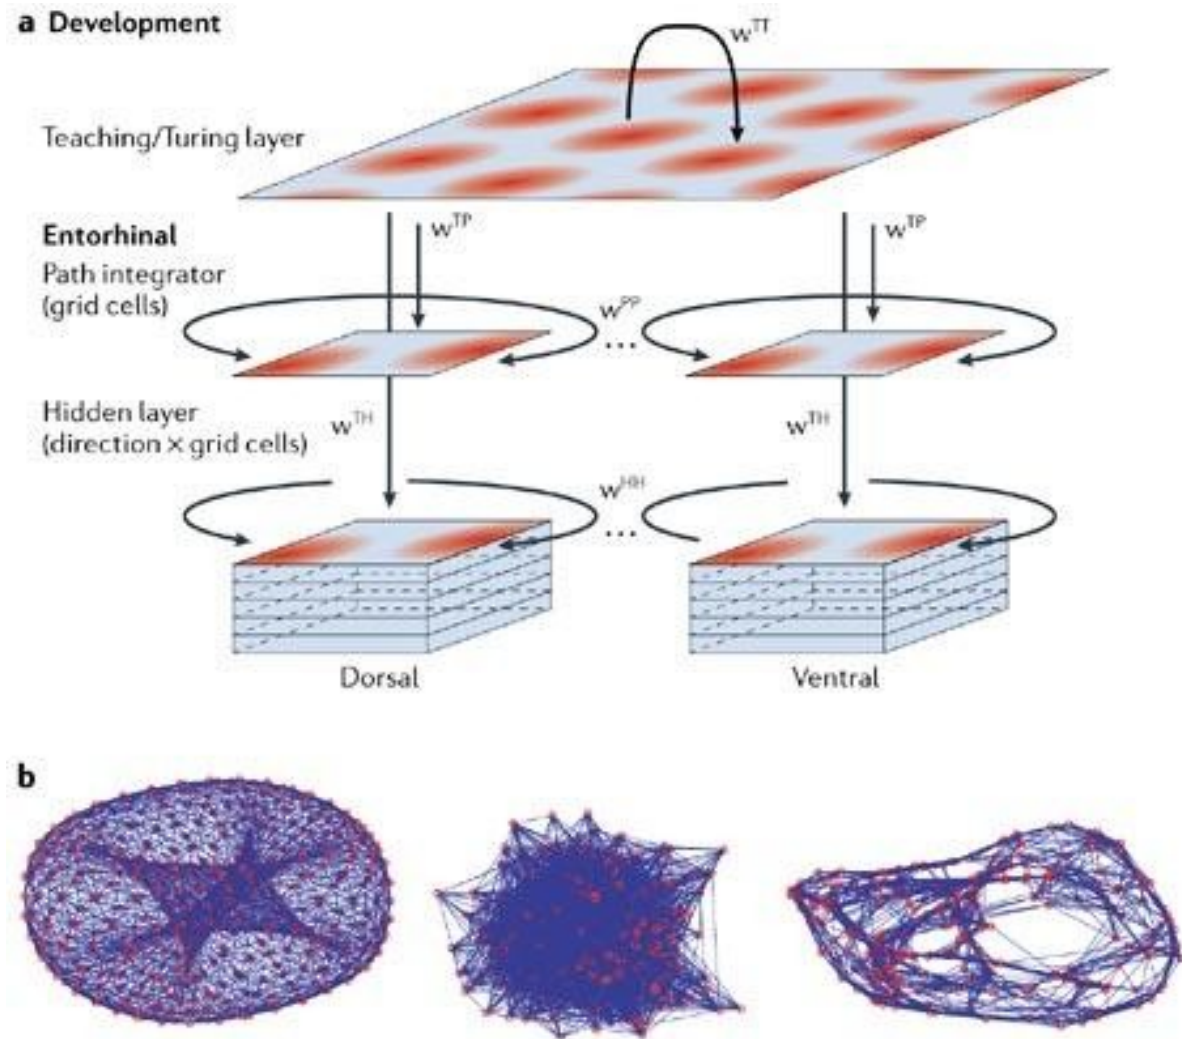 a Development
w^TT
Teaching/Turing layer
Entorhinal
w^TP
w^TP
Path integrator
(grid cells)
w^PP
...
Hidden layer
(direction × grid cells)
w^TH
w^TH
w^HH
...
Dorsal
Ventral
b